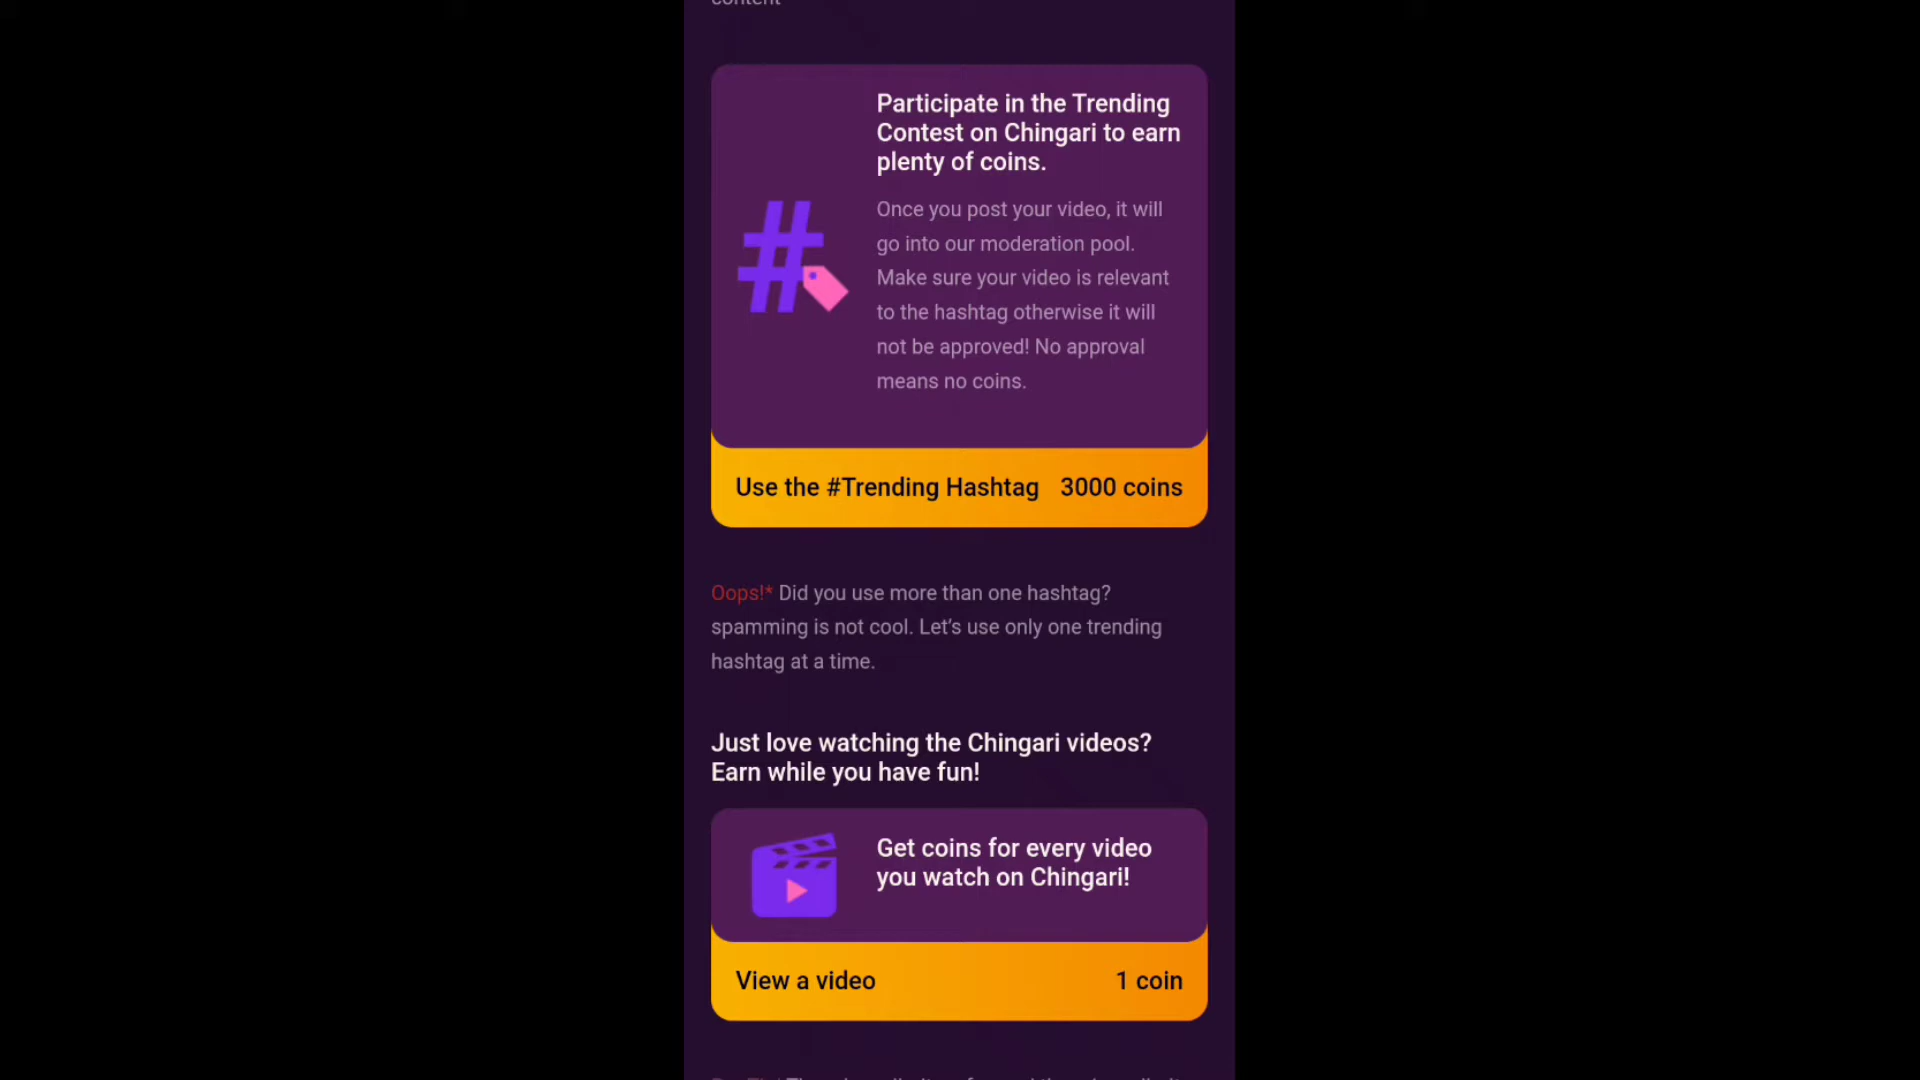 content
Participate in the Trending
Contest on Chingari to earn
plenty of coins.
Once you post your video, it will
go into our moderation pool.
Make sure your video is relevant
to the hashtag otherwise it will
not be approved! No approval
means no coins.
Use the #Trending Hashtag 3000 coins
Oops!* Did you use more than one hashtag?
spamming is not cool. Let's use only one trending
hashtag at a time.
Just love watching the Chingari videos?
Earn while you have fun!
Get coins for every video
you watch on Chingari!
View a video 1 coin